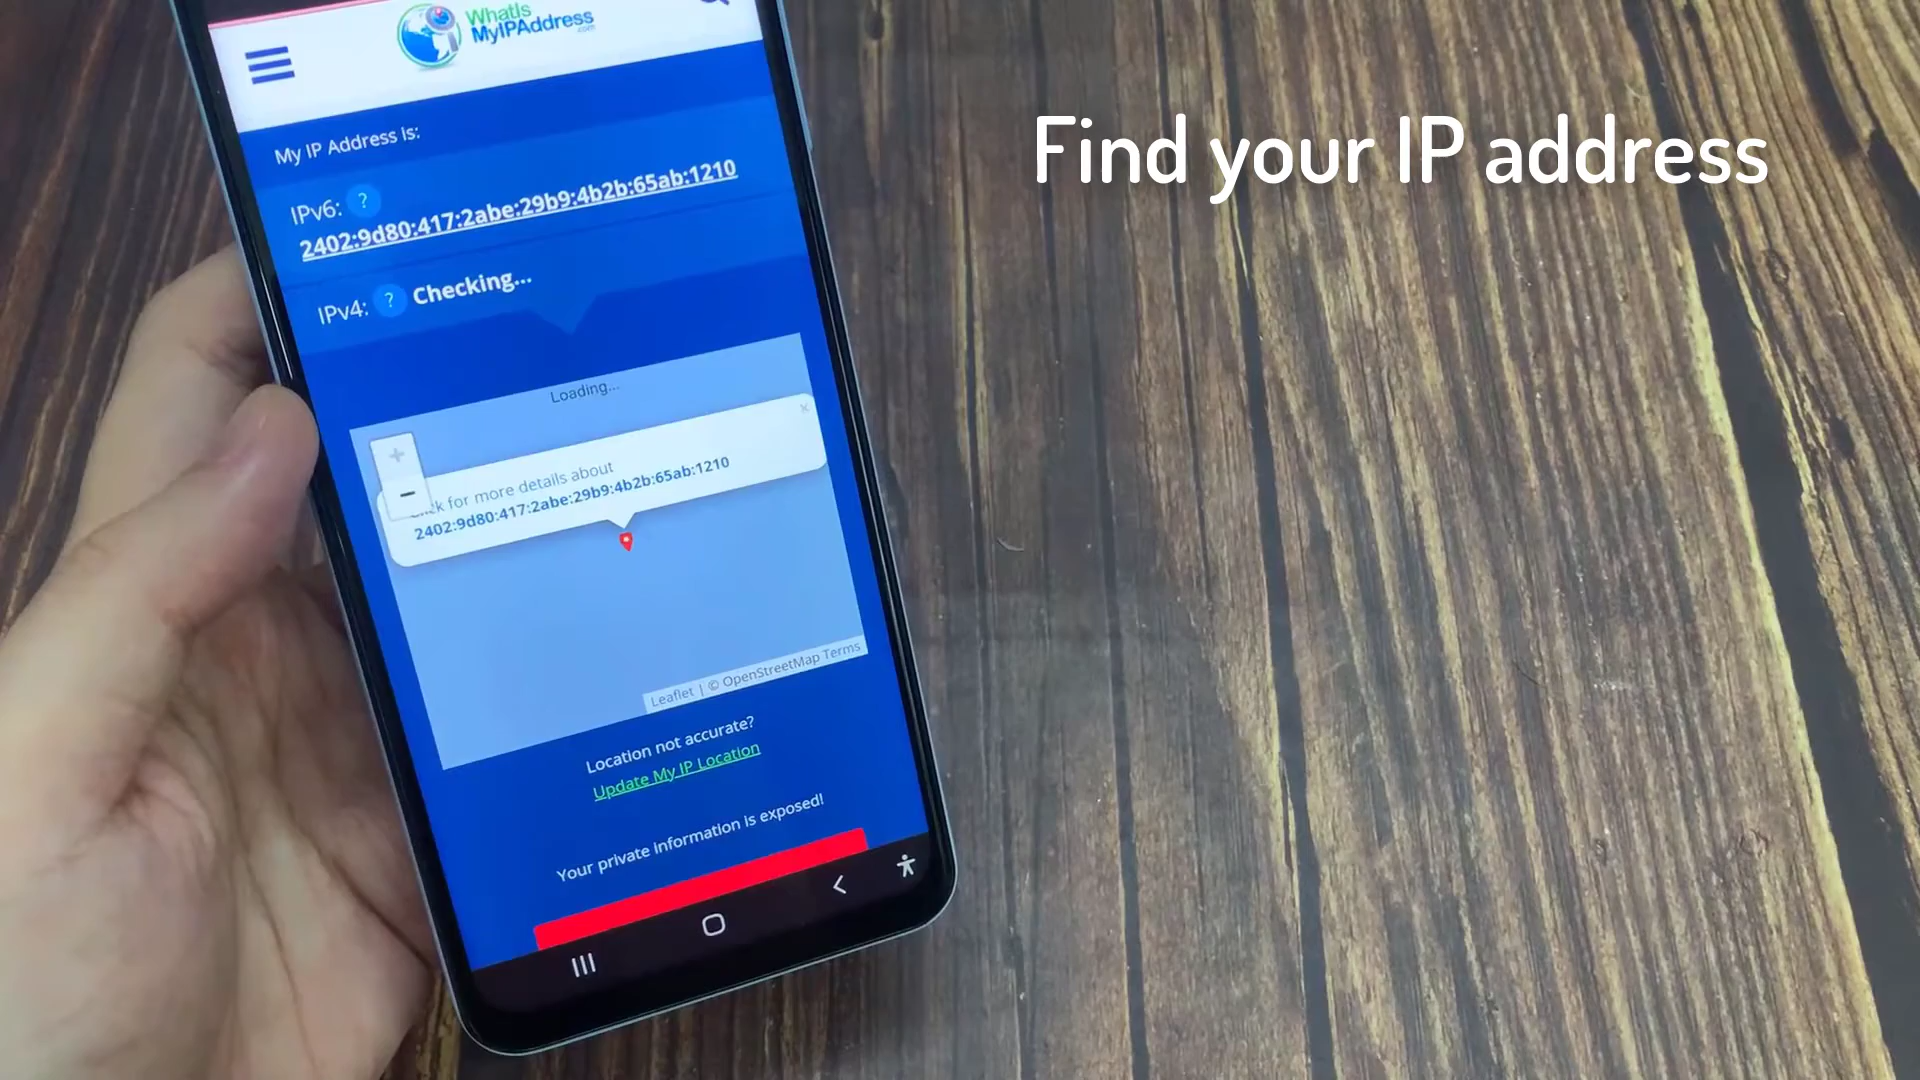 WhatIs
MyIPAddress
.com
My IP Address is:
IPv6: ?
2402:9d80:417:2abe:29b9:4b2b:65ab:1210
IPv4: ? Checking...
Loading...
+
−
×
Click for more details about
2402:9d80:417:2abe:29b9:4b2b:65ab:1210
Leaflet | © OpenStreetMap Terms
Location not accurate?
Update My IP Location
Your private information is exposed!
Find your IP address